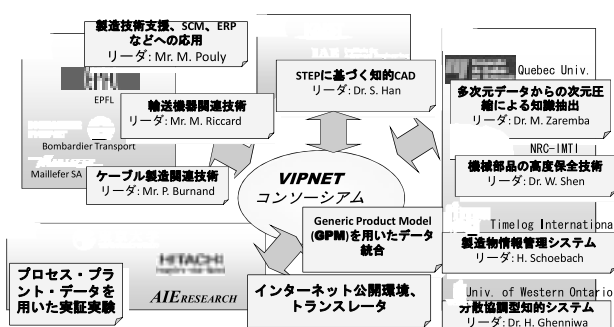 製造技術支援、SCM、ERP
などへの応用
リーダ: Mr. M. Pouly
EPFL
輸送機器関連技術
リーダ: Mr. M. Riccard
Bombardier Transport
Maillefer SA
ケーブル製造関連技術
リーダ: Mr. P. Burnand
STEPに基づく知的CAD
リーダ: Dr. S. Han
VIPNET
コンソーシアム
Generic Product Model
(GPM)を用いたデータ
統合
Quebec Univ.
多次元データからの次元圧
縮による知識抽出
リーダ: Dr. M. Zaremba
NRC-IMTI
機械部品の高度保全技術
リーダ: Dr. W. Shen
Timelog Internationa
製造物情報管理システム
リーダ: H. Schoebach
Univ. of Western Ontario
分散協調型知的システム
リーダ: Dr. H. Ghenniwa
プロセス・プラ
ント・データを
用いた実証実験
HITACHI
AIE RESEARCH
インターネット公開環境、
トランスレータ